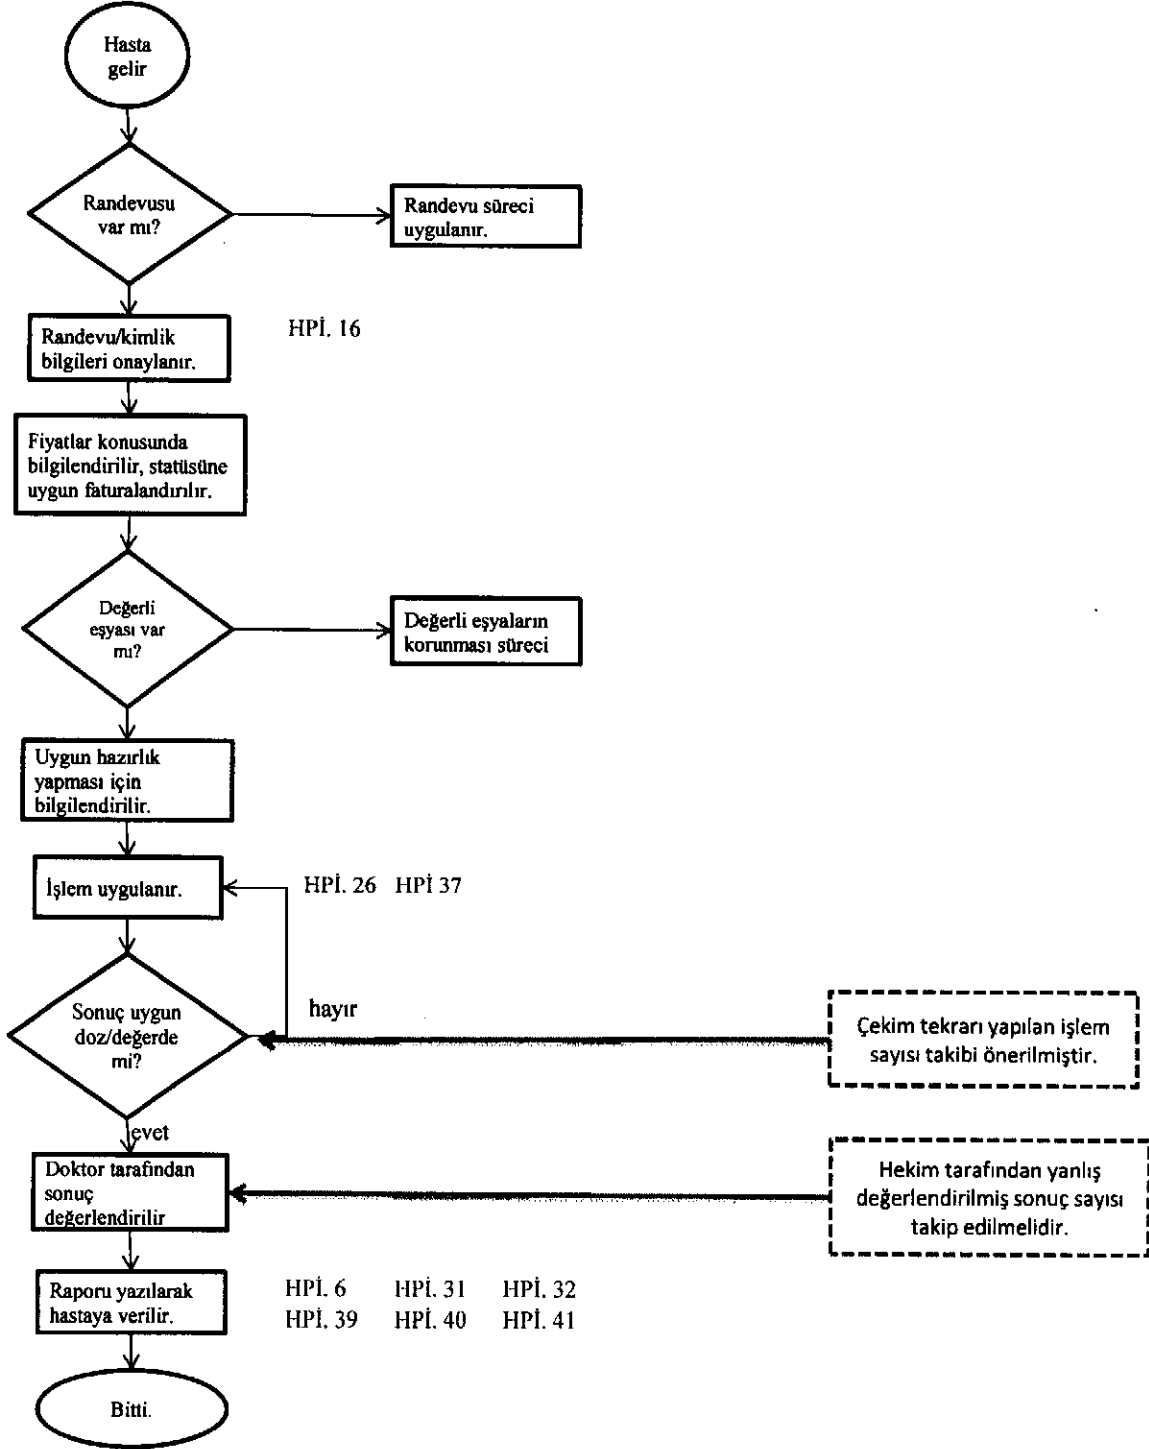 Hasta
gelir
Randevusu
var mı?
Randevu süreci
uygulanır.
Randevu/kimlik
bilgileri onaylanır.
HPİ. 16
Fiyatlar konusunda
bilgilendirilir, statüsüne
uygun faturalandırılır.
Değerli
eşyası var
mı?
Değerli eşyaların
korunması süreci
Uygun hazırlık
yapması için
bilgilendirilir.
İşlem uygulanır.
HPİ. 26 HPİ 37
Sonuç uygun
doz/değerde
mi?
hayır
Çekim tekrarı yapılan işlem
sayısı takibi önerilmiştir.
evet
Doktor tarafından
sonuç
değerlendirilir
Hekim tarafından yanlış
değerlendirilmiş sonuç sayısı
takip edilmelidir.
Raporu yazılarak
hastaya verilir.
HPİ. 6 HPİ. 31 HPİ. 32
HPİ. 39 HPİ. 40 HPİ. 41
Bitti.